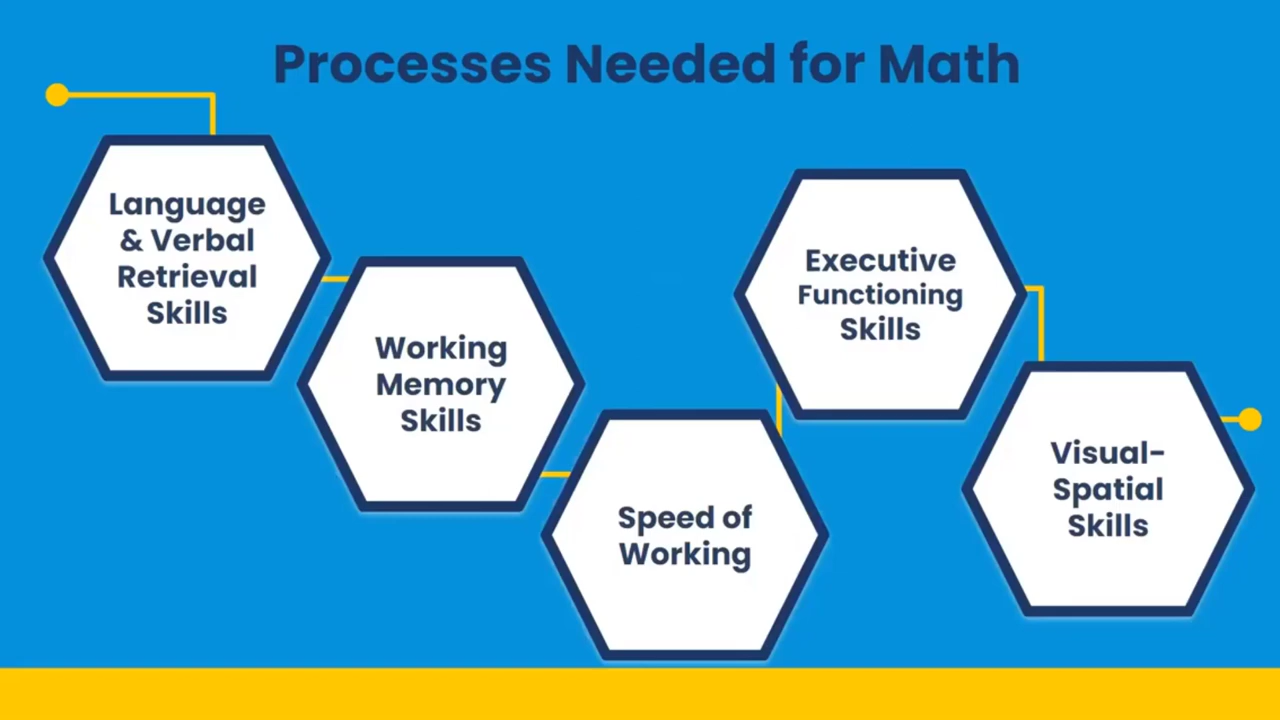 Processes Needed for Math
Language
& Verbal
Retrieval
Skills
Working
Memory
Skills
Speed of
Working
Executive
Functioning
Skills
Visual-
Spatial
Skills